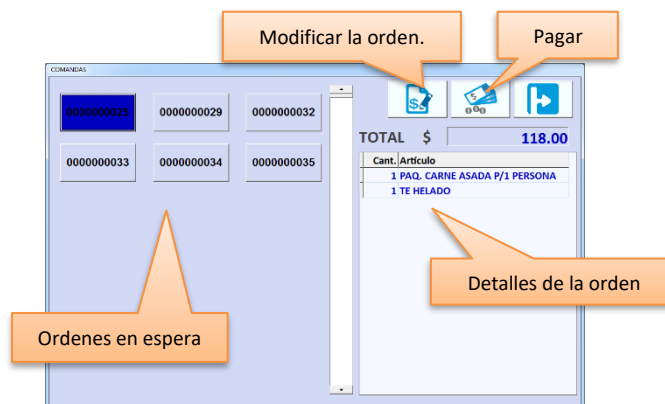 Modificar la orden.
Pagar
COMANDAS
0000000025 0000000029 0000000032
TOTAL $ 118.00
0000000033 0000000034 0000000035
Cant. Artículo
1 PAQ. CARNE ASADA P/1 PERSONA
1 TE HELADO
Detalles de la orden
Ordenes en espera